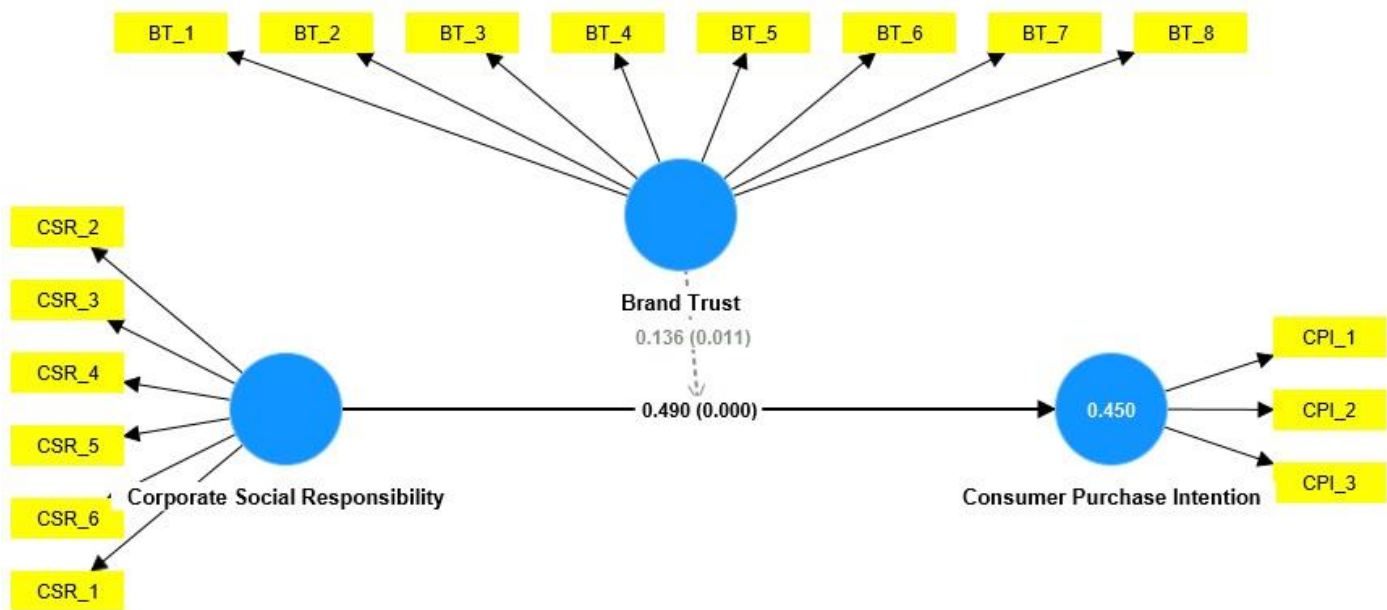 BT_1
BT_2
BT_3
BT_4
BT_5
BT_6
BT_7
BT_8
Brand Trust
0.136 (0.011)
CSR_2
CSR_3
CSR_4
CSR_5
CSR_6
CSR_1
Corporate Social Responsibility
0.490 (0.000)
0.450
Consumer Purchase Intention
CPI_1
CPI_2
CPI_3